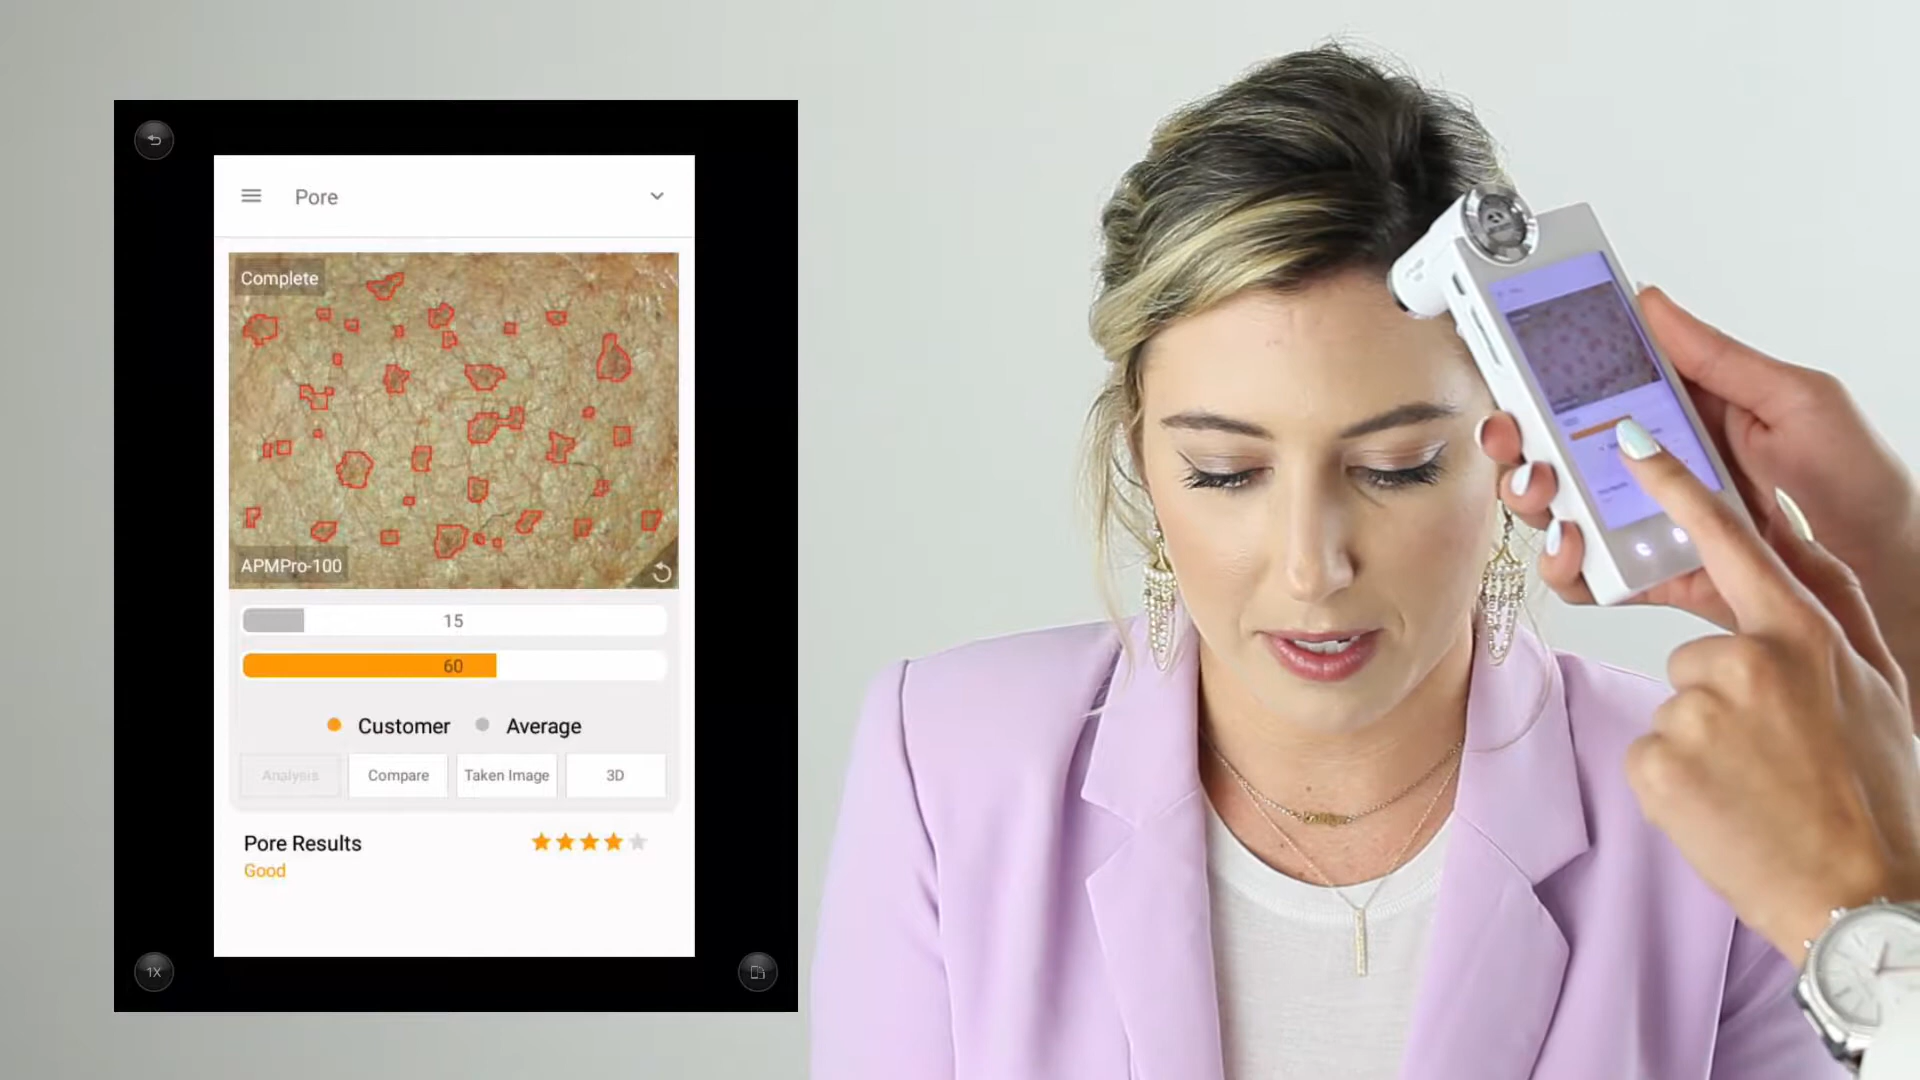 Pore
Complete
APMPro-100
15
60
Customer Average
Analysis Compare Taken Image 3D
Pore Results
Good
1X